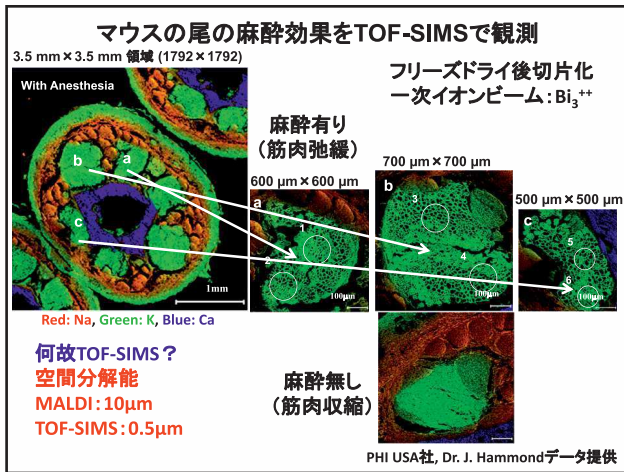 マウスの尾の麻酔効果をTOF-SIMSで観測
3.5 mm×3.5 mm 領域 (1792×1792)
With Anesthesia
b
a
c
1mm
Red: Na, Green: K, Blue: Ca
フリーズドライ後切片化
一次イオンビーム：Bi₃⁺⁺
麻酔有り
（筋肉弛緩）
600 μm×600 μm
a
1
2
100μm
700 μm×700 μm
b
3
4
100μm
500 μm×500 μm
c
5
6
100μm
何故TOF-SIMS？
空間分解能
MALDI：10μm
TOF-SIMS：0.5μm
麻酔無し
（筋肉収縮）
PHI USA社, Dr. J. Hammondデータ提供